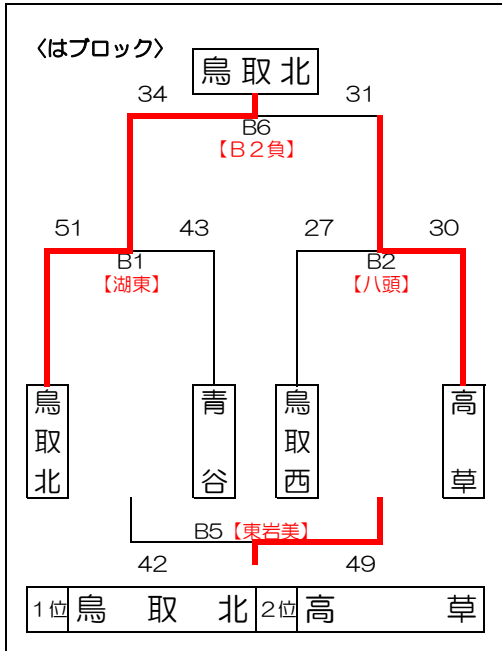 〈はブロック〉
鳥取北
34 31
B6
【B2負】
51 43 27 30
B1 B2
【湖東】 【八頭】
鳥取北 青谷 鳥取西 高草
B5【東岩美】
42 49
1位 鳥取北 2位 高草